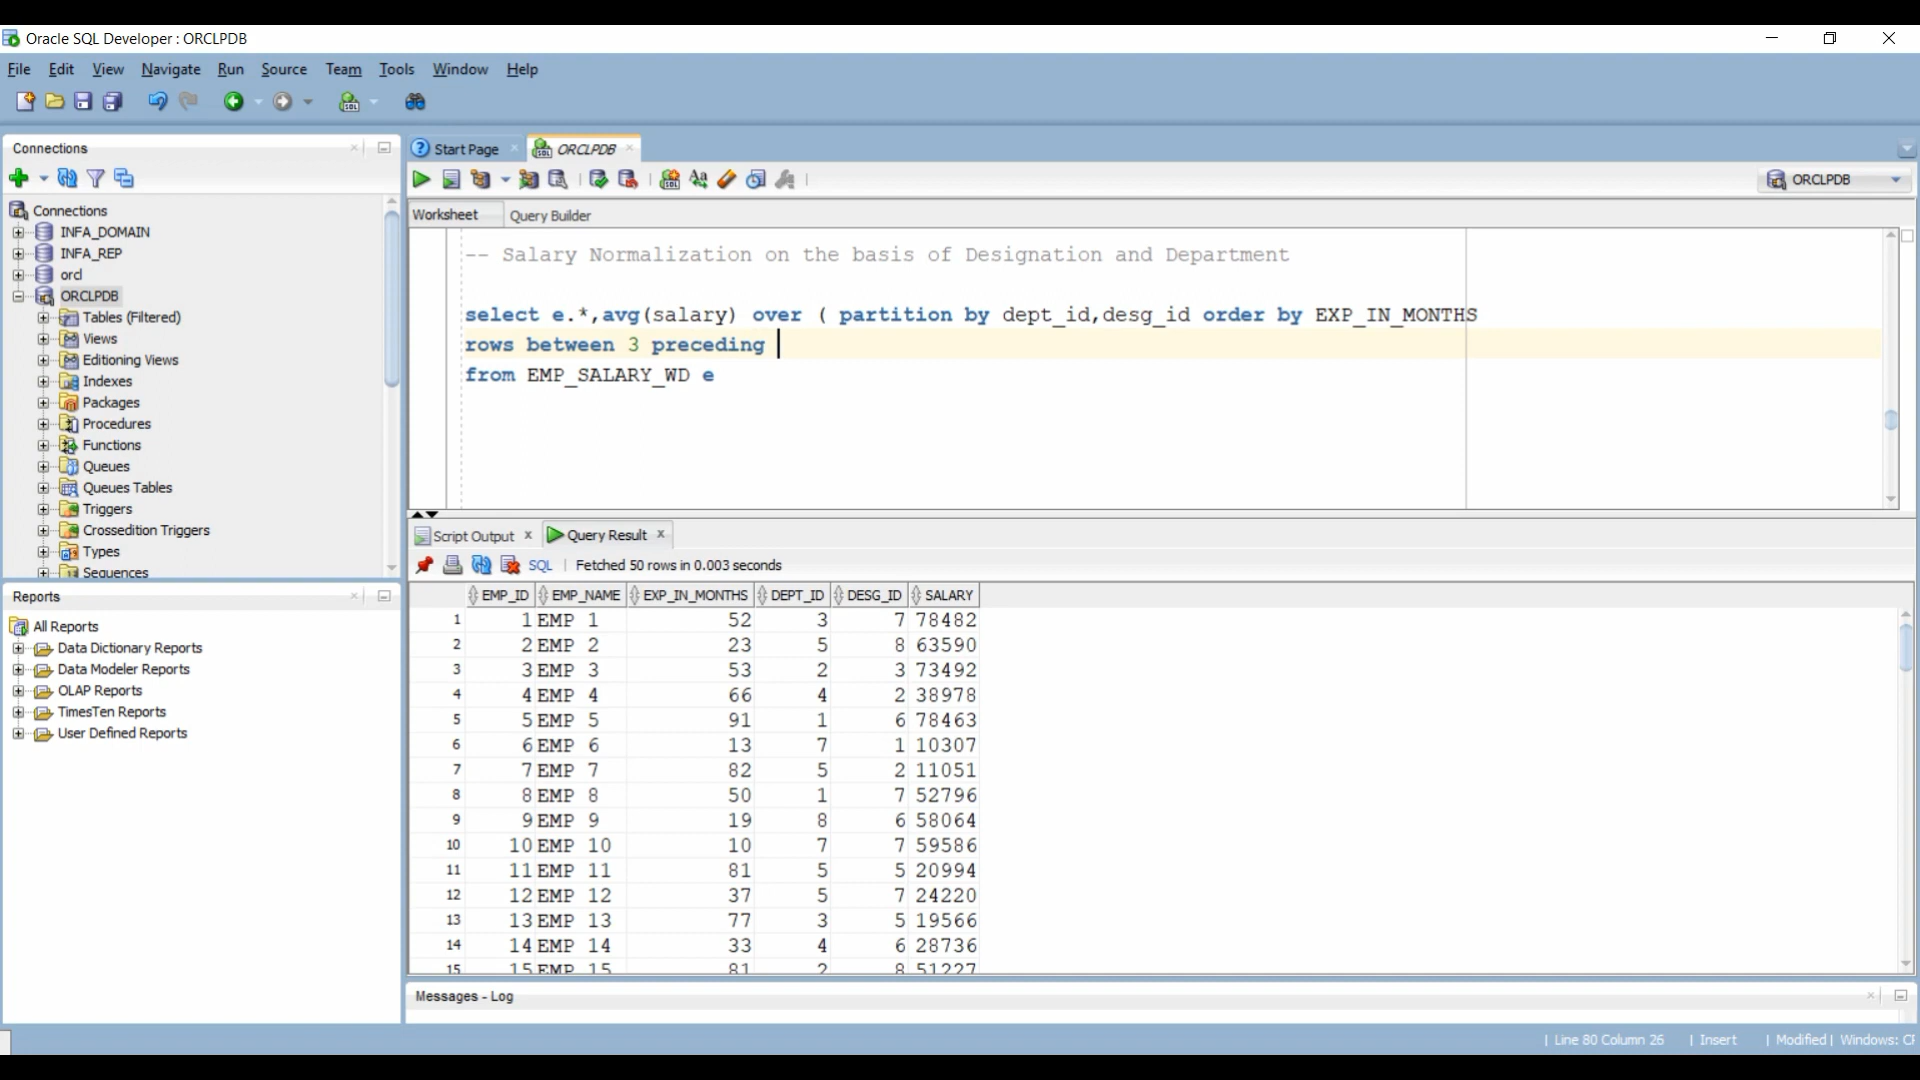 Oracle SQL Developer : ORCLPDB
File Edit View Navigate Run Source Team Tools Window Help
Connections
Start Page
ORCLPDB
ORCLPDB
Worksheet
Query Builder
Connections
INFA_DOMAIN
INFA_REP
orcl
ORCLPDB
Tables (Filtered)
Views
Editioning Views
Indexes
Packages
Procedures
Functions
Queues
Queues Tables
Triggers
Crossedition Triggers
Types
Sequences
-- Salary Normalization on the basis of Designation and Department
select e.*,avg(salary) over ( partition by dept_id,desg_id order by EXP_IN_MONTHS
rows between 3 preceding
from EMP_SALARY_WD e
Script Output
Query Result
SQL | Fetched 50 rows in 0.003 seconds
EMP_ID EMP_NAME EXP_IN_MONTHS DEPT_ID DESG_ID SALARY
1 1 EMP 1 52 3 7 78482
2 2 EMP 2 23 5 8 63590
3 3 EMP 3 53 2 3 73492
4 4 EMP 4 66 4 2 38978
5 5 EMP 5 91 1 6 78463
6 6 EMP 6 13 7 1 10307
7 7 EMP 7 82 5 2 11051
8 8 EMP 8 50 1 7 52796
9 9 EMP 9 19 8 6 58064
10 10 EMP 10 10 7 7 59586
11 11 EMP 11 81 5 5 20994
12 12 EMP 12 37 5 7 24220
13 13 EMP 13 77 3 5 19566
14 14 EMP 14 33 4 6 28736
15 15 EMP 15 81 2 8 51227
Reports
All Reports
Data Dictionary Reports
Data Modeler Reports
OLAP Reports
TimesTen Reports
User Defined Reports
Messages - Log
| Line 80 Column 26 | Insert | Modified | Windows: CF